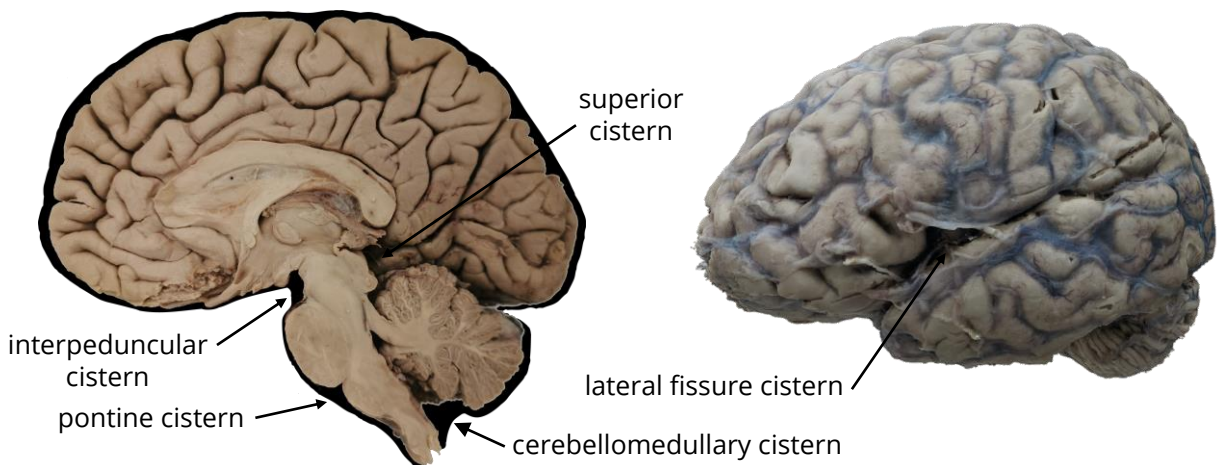 superior
cistern
interpeduncular
cistern
pontine cistern
lateral fissure cistern
cerebellomedullary cistern